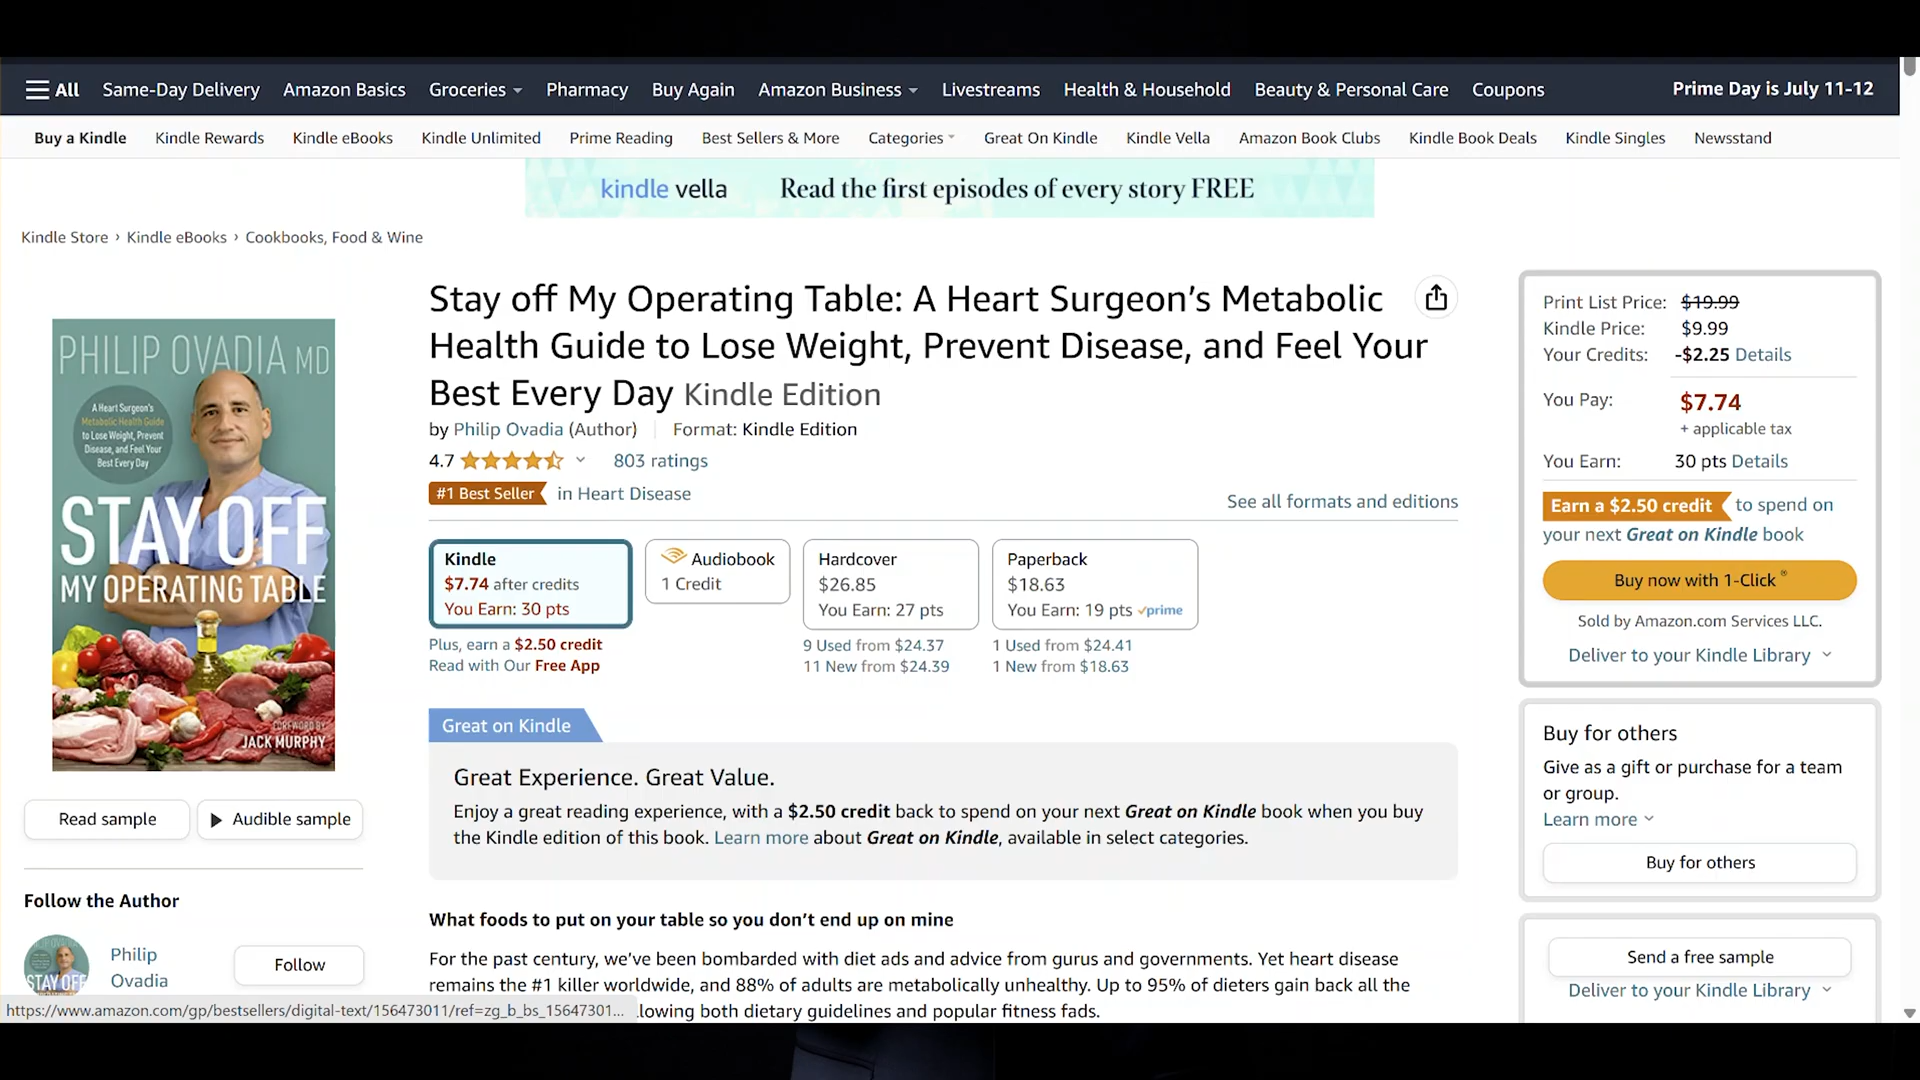 All Same-Day Delivery Amazon Basics Groceries Pharmacy Buy Again Amazon Business Livestreams Health & Household Beauty & Personal Care Coupons Prime Day is July 11-12
Buy a Kindle Kindle Rewards Kindle eBooks Kindle Unlimited Prime Reading Best Sellers & More Categories Great On Kindle Kindle Vella Amazon Book Clubs Kindle Book Deals Kindle Singles Newsstand
kindle vella Read the first episodes of every story FREE
Kindle Store › Kindle eBooks › Cookbooks, Food & Wine
PHILIP OVADIA MD
A Heart Surgeon's
Metabolic Health Guide
to Lose Weight, Prevent
Disease, and Feel Your
Best Every Day
STAY OFF
MY OPERATING TABLE
FOREWORD BY
JACK MURPHY
Read sample
Audible sample
Follow the Author
STAY OFF
Philip
Ovadia
Follow
Stay off My Operating Table: A Heart Surgeon's Metabolic
Health Guide to Lose Weight, Prevent Disease, and Feel Your
Best Every Day Kindle Edition
by Philip Ovadia (Author) Format: Kindle Edition
4.7 803 ratings
#1 Best Seller in Heart Disease
See all formats and editions
Kindle
$7.74 after credits
You Earn: 30 pts
Plus, earn a $2.50 credit
Read with Our Free App
Audiobook
1 Credit
Hardcover
$26.85
You Earn: 27 pts
9 Used from $24.37
11 New from $24.39
Paperback
$18.63
You Earn: 19 pts prime
1 Used from $24.41
1 New from $18.63
Great on Kindle
Great Experience. Great Value.
Enjoy a great reading experience, with a $2.50 credit back to spend on your next Great on Kindle book when you buy
the Kindle edition of this book. Learn more about Great on Kindle, available in select categories.
What foods to put on your table so you don't end up on mine
For the past century, we've been bombarded with diet ads and advice from gurus and governments. Yet heart disease
remains the #1 killer worldwide, and 88% of adults are metabolically unhealthy. Up to 95% of dieters gain back all the
lowing both dietary guidelines and popular fitness fads.
Print List Price: $19.99
Kindle Price: $9.99
Your Credits: -$2.25 Details
You Pay: $7.74
+ applicable tax
You Earn: 30 pts Details
Earn a $2.50 credit to spend on
your next Great on Kindle book
Buy now with 1-Click ®
Sold by Amazon.com Services LLC.
Deliver to your Kindle Library
Buy for others
Give as a gift or purchase for a team
or group.
Learn more
Buy for others
Send a free sample
Deliver to your Kindle Library
https://www.amazon.com/gp/bestsellers/digital-text/156473011/ref=zg_b_bs_15647301...